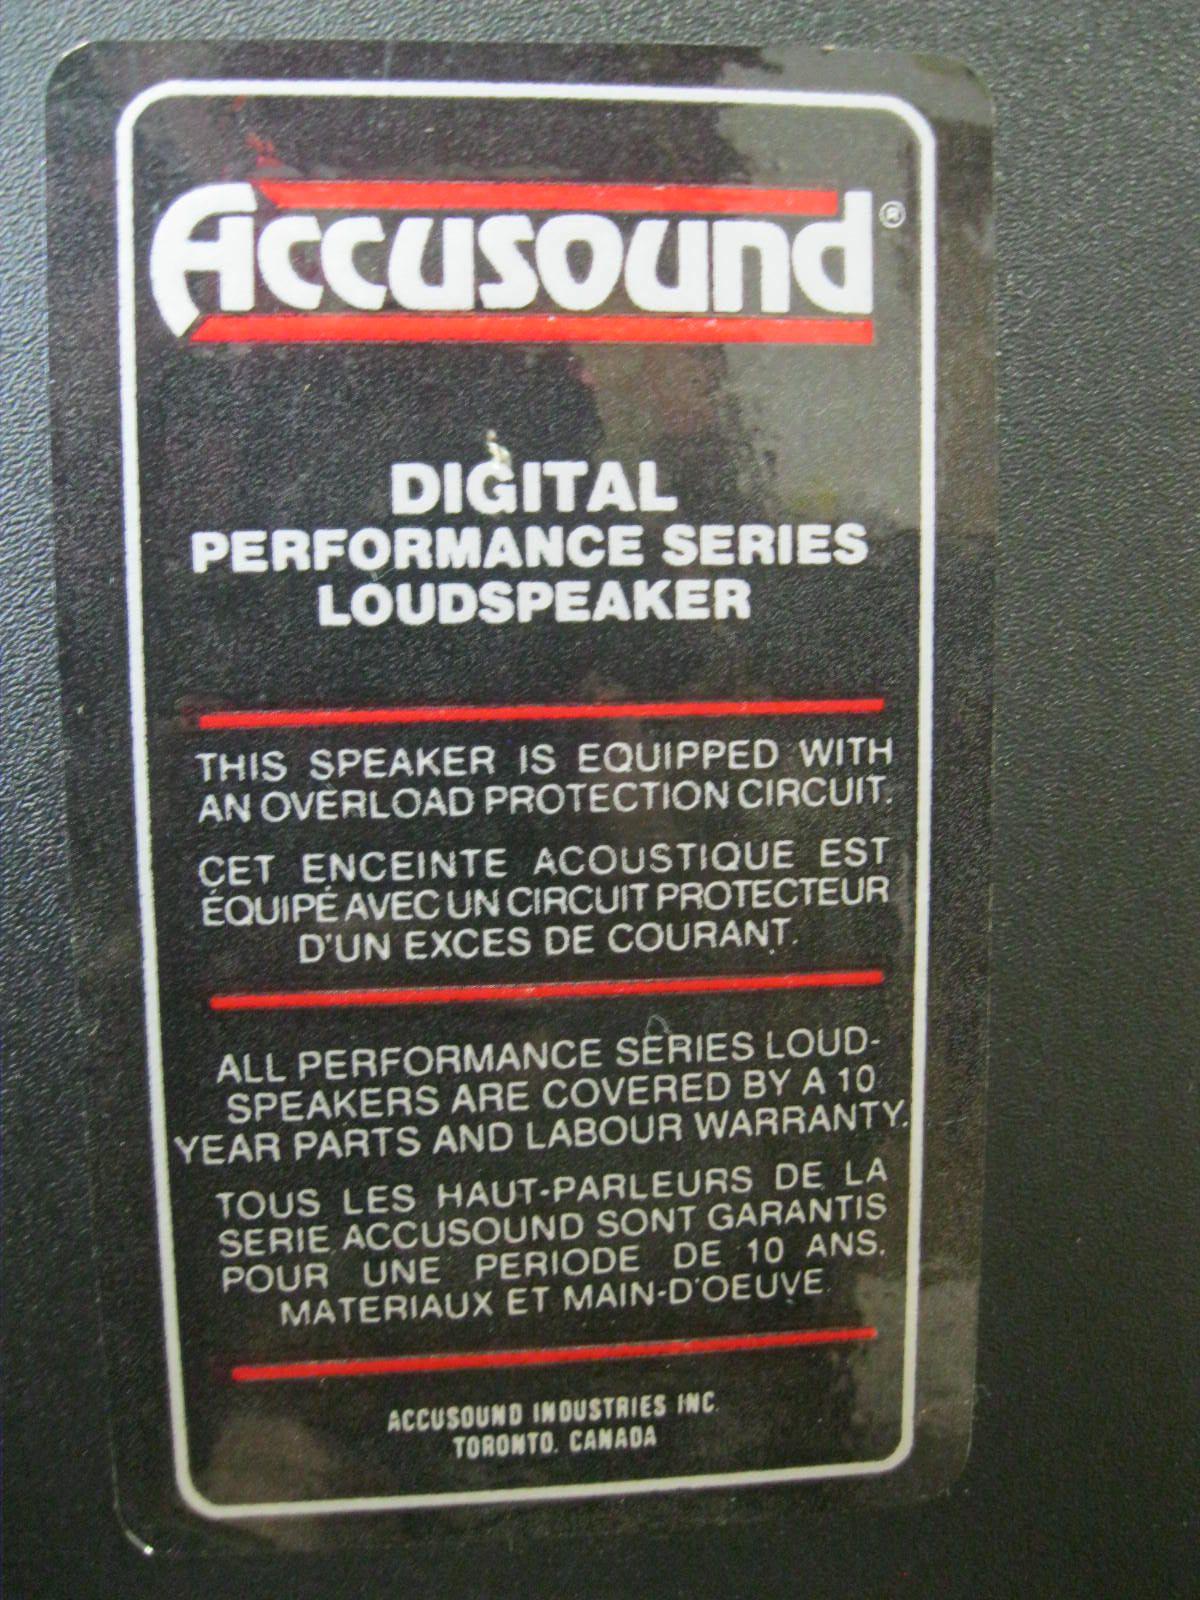 Accusound®
DIGITAL
PERFORMANCE SERIES
LOUDSPEAKER
THIS SPEAKER IS EQUIPPED WITH
AN OVERLOAD PROTECTION CIRCUIT.
CET ENCEINTE ACOUSTIQUE EST
ÉQUIPÉ AVEC UN CIRCUIT PROTECTEUR
D'UN EXCES DE COURANT.
ALL PERFORMANCE SERIES LOUD-
SPEAKERS ARE COVERED BY A 10
YEAR PARTS AND LABOUR WARRANTY.
TOUS LES HAUT-PARLEURS DE LA
SERIE ACCUSOUND SONT GARANTIS
POUR UNE PERIODE DE 10 ANS.
MATERIAUX ET MAIN-D'OEUVE.
ACCUSOUND INDUSTRIES INC.
TORONTO. CANADA